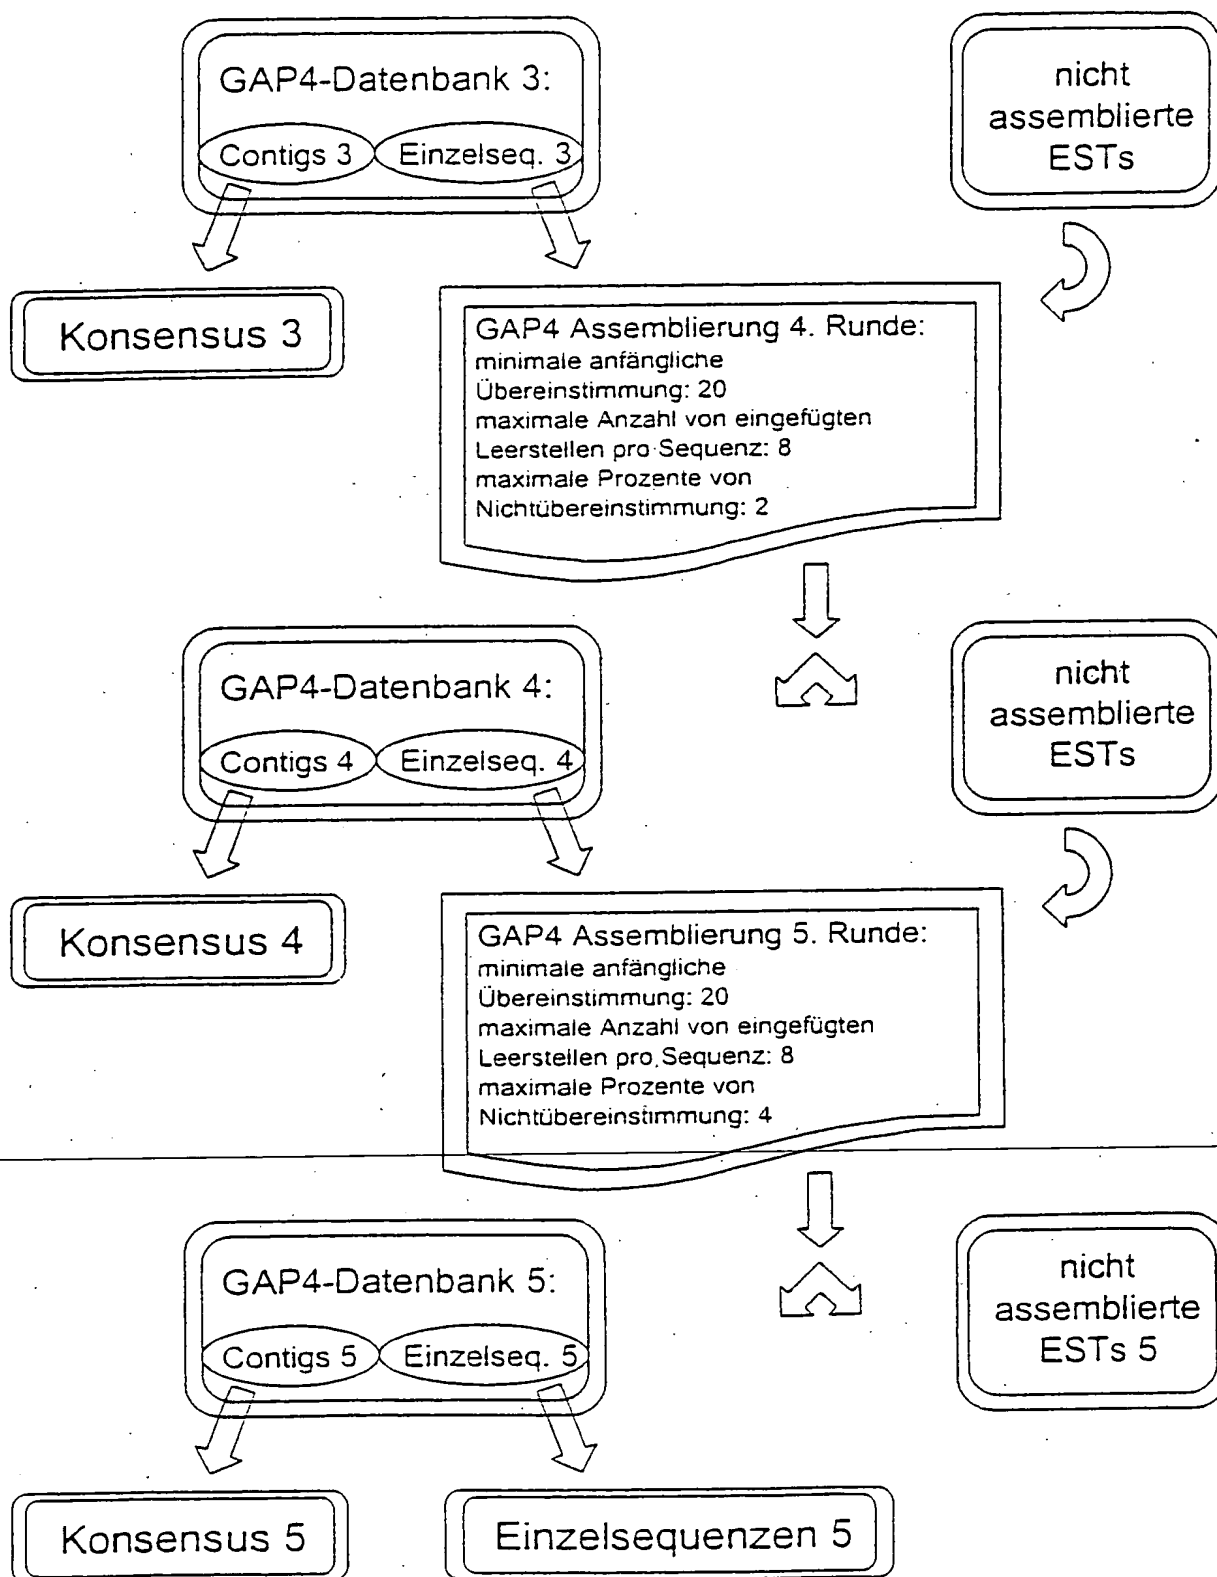 GAP4-Datenbank 3:
Contigs 3
Einzelseq. 3
nicht
assemblierte
ESTs
Konsensus 3
GAP4 Assemblierung 4. Runde:
minimale anfängliche
Übereinstimmung: 20
maximale Anzahl von eingefügten
Leerstellen pro Sequenz: 8
maximale Prozente von
Nichtübereinstimmung: 2
GAP4-Datenbank 4:
Contigs 4
Einzelseq. 4
nicht
assemblierte
ESTs
Konsensus 4
GAP4 Assemblierung 5. Runde:
minimale anfängliche
Übereinstimmung: 20
maximale Anzahl von eingefügten
Leerstellen pro Sequenz: 8
maximale Prozente von
Nichtübereinstimmung: 4
GAP4-Datenbank 5:
Contigs 5
Einzelseq. 5
nicht
assemblierte
ESTs 5
Konsensus 5
Einzelsequenzen 5